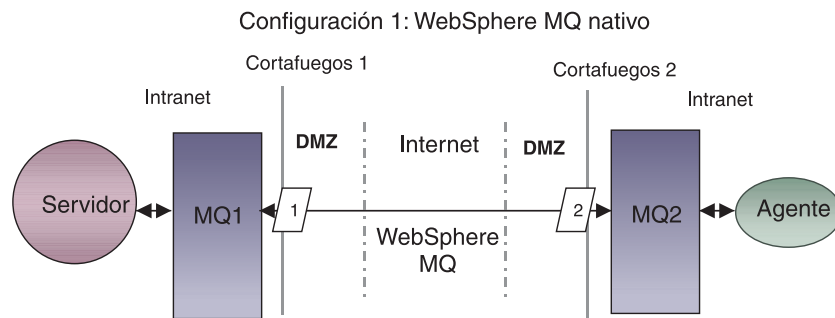 Configuración 1: WebSphere MQ nativo
Cortafuegos 1
Cortafuegos 2
Intranet
Intranet
DMZ
Internet
DMZ
Servidor
MQ1
1
2
MQ2
Agente
WebSphere
MQ